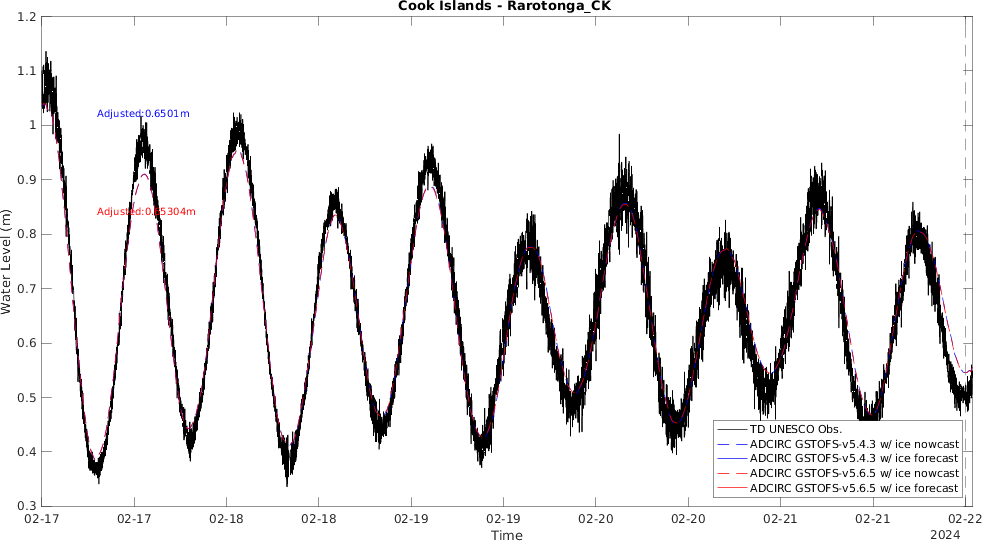 Cook Islands - Rarotonga_CK
1.2
1.1
1
0.9
0.8
0.7
0.6
0.5
0.4
0.3
Water Level (m)
Adjusted:0.6501m
Adjusted:0.65304m
TD UNESCO Obs.
ADCIRC GSTOFS-v5.4.3 w/ ice nowcast
ADCIRC GSTOFS-v5.4.3 w/ ice forecast
ADCIRC GSTOFS-v5.6.5 w/ ice nowcast
ADCIRC GSTOFS-v5.6.5 w/ ice forecast
02-17 02-17 02-18 02-18 02-19 02-19 02-20 02-20 02-21 02-21 02-22
Time
2024